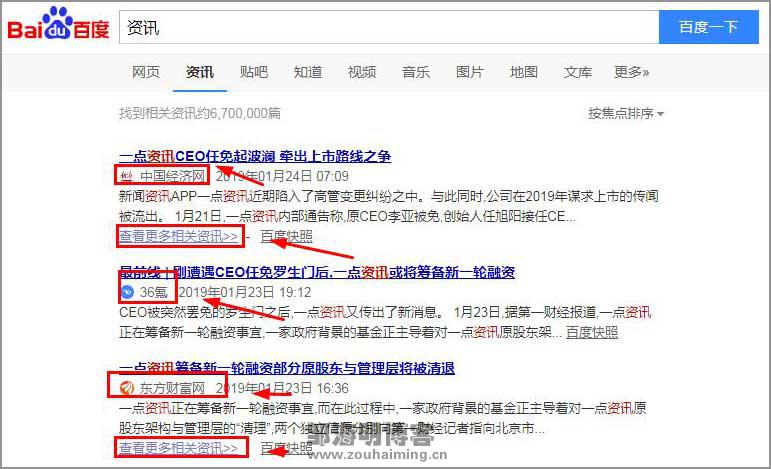 Bai du 百度
资讯
百度一下
网页 资讯 贴吧 知道 视频 音乐 图片 地图 文库 更多»
找到相关资讯约6,700,000篇 按焦点排序
一点资讯CEO任免起波澜 牵出上市路线之争
中国经济网 2019年01月24日 07:09
新闻资讯APP一点资讯近期陷入了高管变更纠纷之中。与此同时,公司在2019年谋求上市的传闻
被流出。 1月21日,一点资讯内部通告称,原CEO李亚被免,创始人任旭阳接任CE...
查看更多相关资讯>> - 百度快照
最前线 | 刚遭遇CEO任免罗生门后,一点资讯或将筹备新一轮融资
36氪 2019年01月23日 19:12
CEO被突然罢免的罗生门之后,一点资讯又传出了新消息。 1月23日,据第一财经报道,一点资讯
正在筹备新一轮融资事宜,一家政府背景的基金正主导着对一点资讯原股东架... 百度快照
一点资讯筹备新一轮融资部分原股东与管理层将被清退
东方财富网 2019年01月23日 16:36
一点资讯正在筹备新一轮融资事宜,而在此过程中,一家政府背景的基金正主导着对一点资讯原
股东架构与管理层的“清理”,两个独立信源分别向第一财经记者指向北京市...
查看更多相关资讯>> - 百度快照
邹游明博客
www.zouhaiming.cn